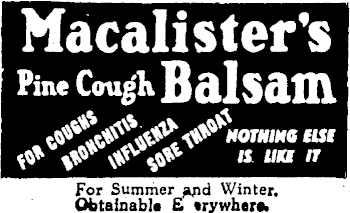 Macalister's
Pine Cough Balsam
FOR COUGHS
BRONCHITIS
INFLUENZA
SORE THROAT
NOTHING ELSE
IS LIKE IT
For Summer and Winter.
Obtainable E erywhere.